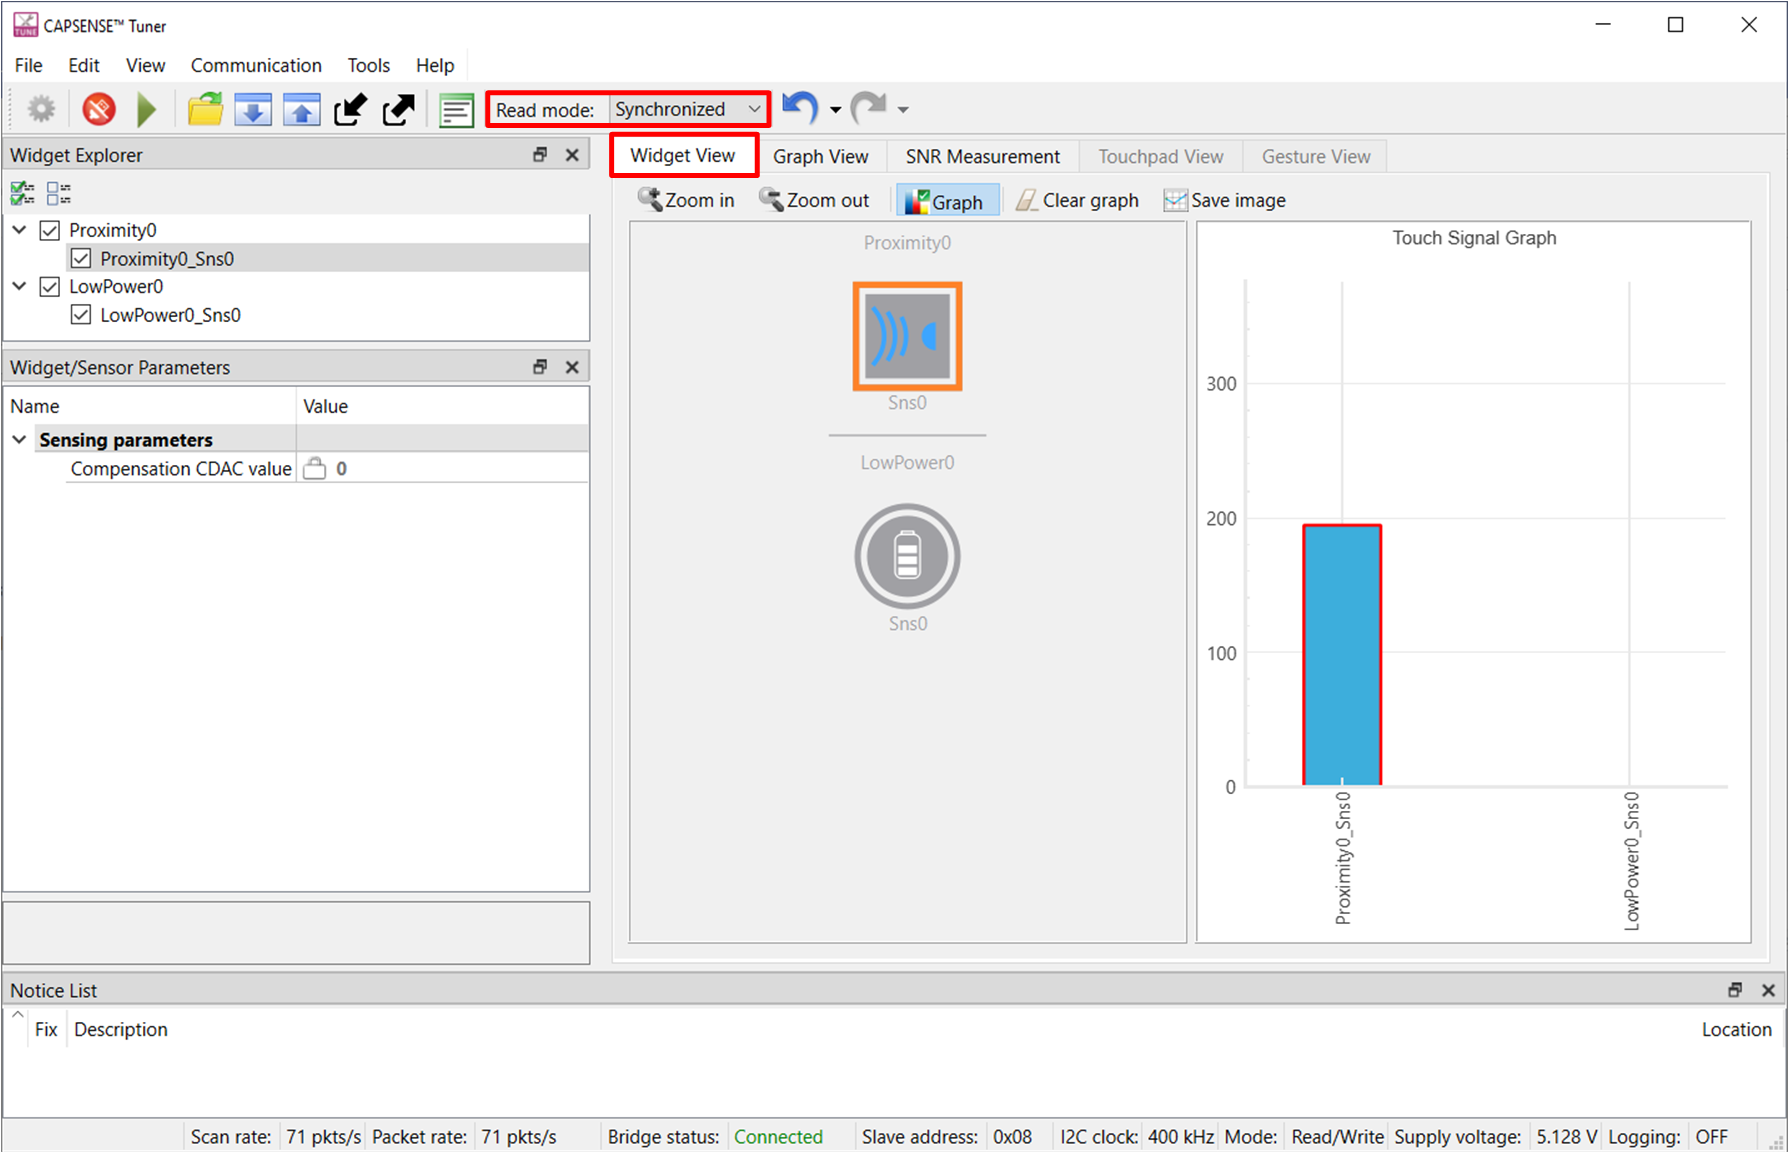 CAPSENSE™ Tuner
File Edit View Communication Tools Help
Read mode: Synchronized
Widget Explorer
Proximity0
Proximity0_Sns0
LowPower0
LowPower0_Sns0
Widget/Sensor Parameters
Name Value
Sensing parameters
Compensation CDAC value 0
Widget View Graph View SNR Measurement Touchpad View Gesture View
Zoom in Zoom out Graph Clear graph Save image
Proximity0
Sns0
LowPower0
Sns0
Touch Signal Graph
300
200
100
0
Proximity0_Sns0
LowPower0_Sns0
Notice List
Fix Description Location
Scan rate: 71 pkts/s Packet rate: 71 pkts/s Bridge status: Connected Slave address: 0x08 I2C clock: 400 kHz Mode: Read/Write Supply voltage: 5.128 V Logging: OFF